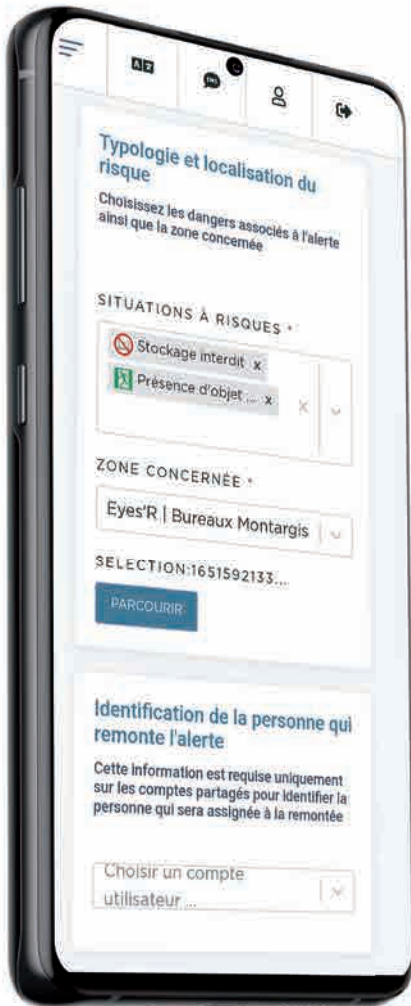 Typologie et localisation du
risque
Choisissez les dangers associés à l'alerte
ainsi que la zone concernée
SITUATIONS À RISQUES *
Stockage interdit x
Présence d'objet ... x
ZONE CONCERNÉE *
Eyes'R | Bureaux Montargis
SELECTION:1651592133...
PARCOURIR
Identification de la personne qui
remonte l'alerte
Cette information est requise uniquement
sur les comptes partagés pour identifier la
personne qui sera assignée à la remontée
Choisir un compte
utilisateur ...